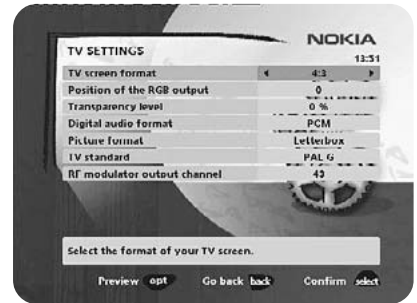 NOKIA
TV SETTINGS
13:51
TV screen format 4:3
Position of the RGB output 0
Transparency level 0 %
Digital audio format PCM
Picture format Letterbox
TV standard PAL G
RF modulator output channel 43
Select the format of your TV screen.
Preview opt Go back back Confirm select